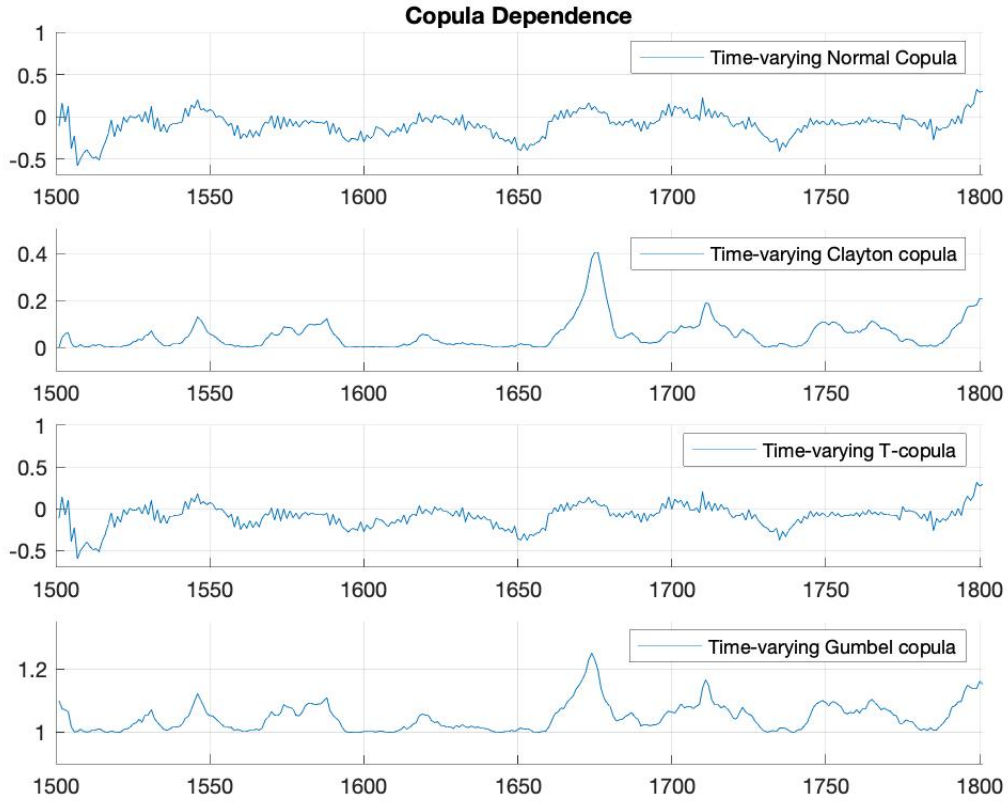 Copula Dependence
1
Time-varying Normal Copula
0.5
0
-0.5
1500 1550 1600 1650 1700 1750 1800
Time-varying Clayton copula
0.4
0.2
0
1500 1550 1600 1650 1700 1750 1800
1
Time-varying T-copula
0.5
0
-0.5
1500 1550 1600 1650 1700 1750 1800
Time-varying Gumbel copula
1.2
1
1500 1550 1600 1650 1700 1750 1800